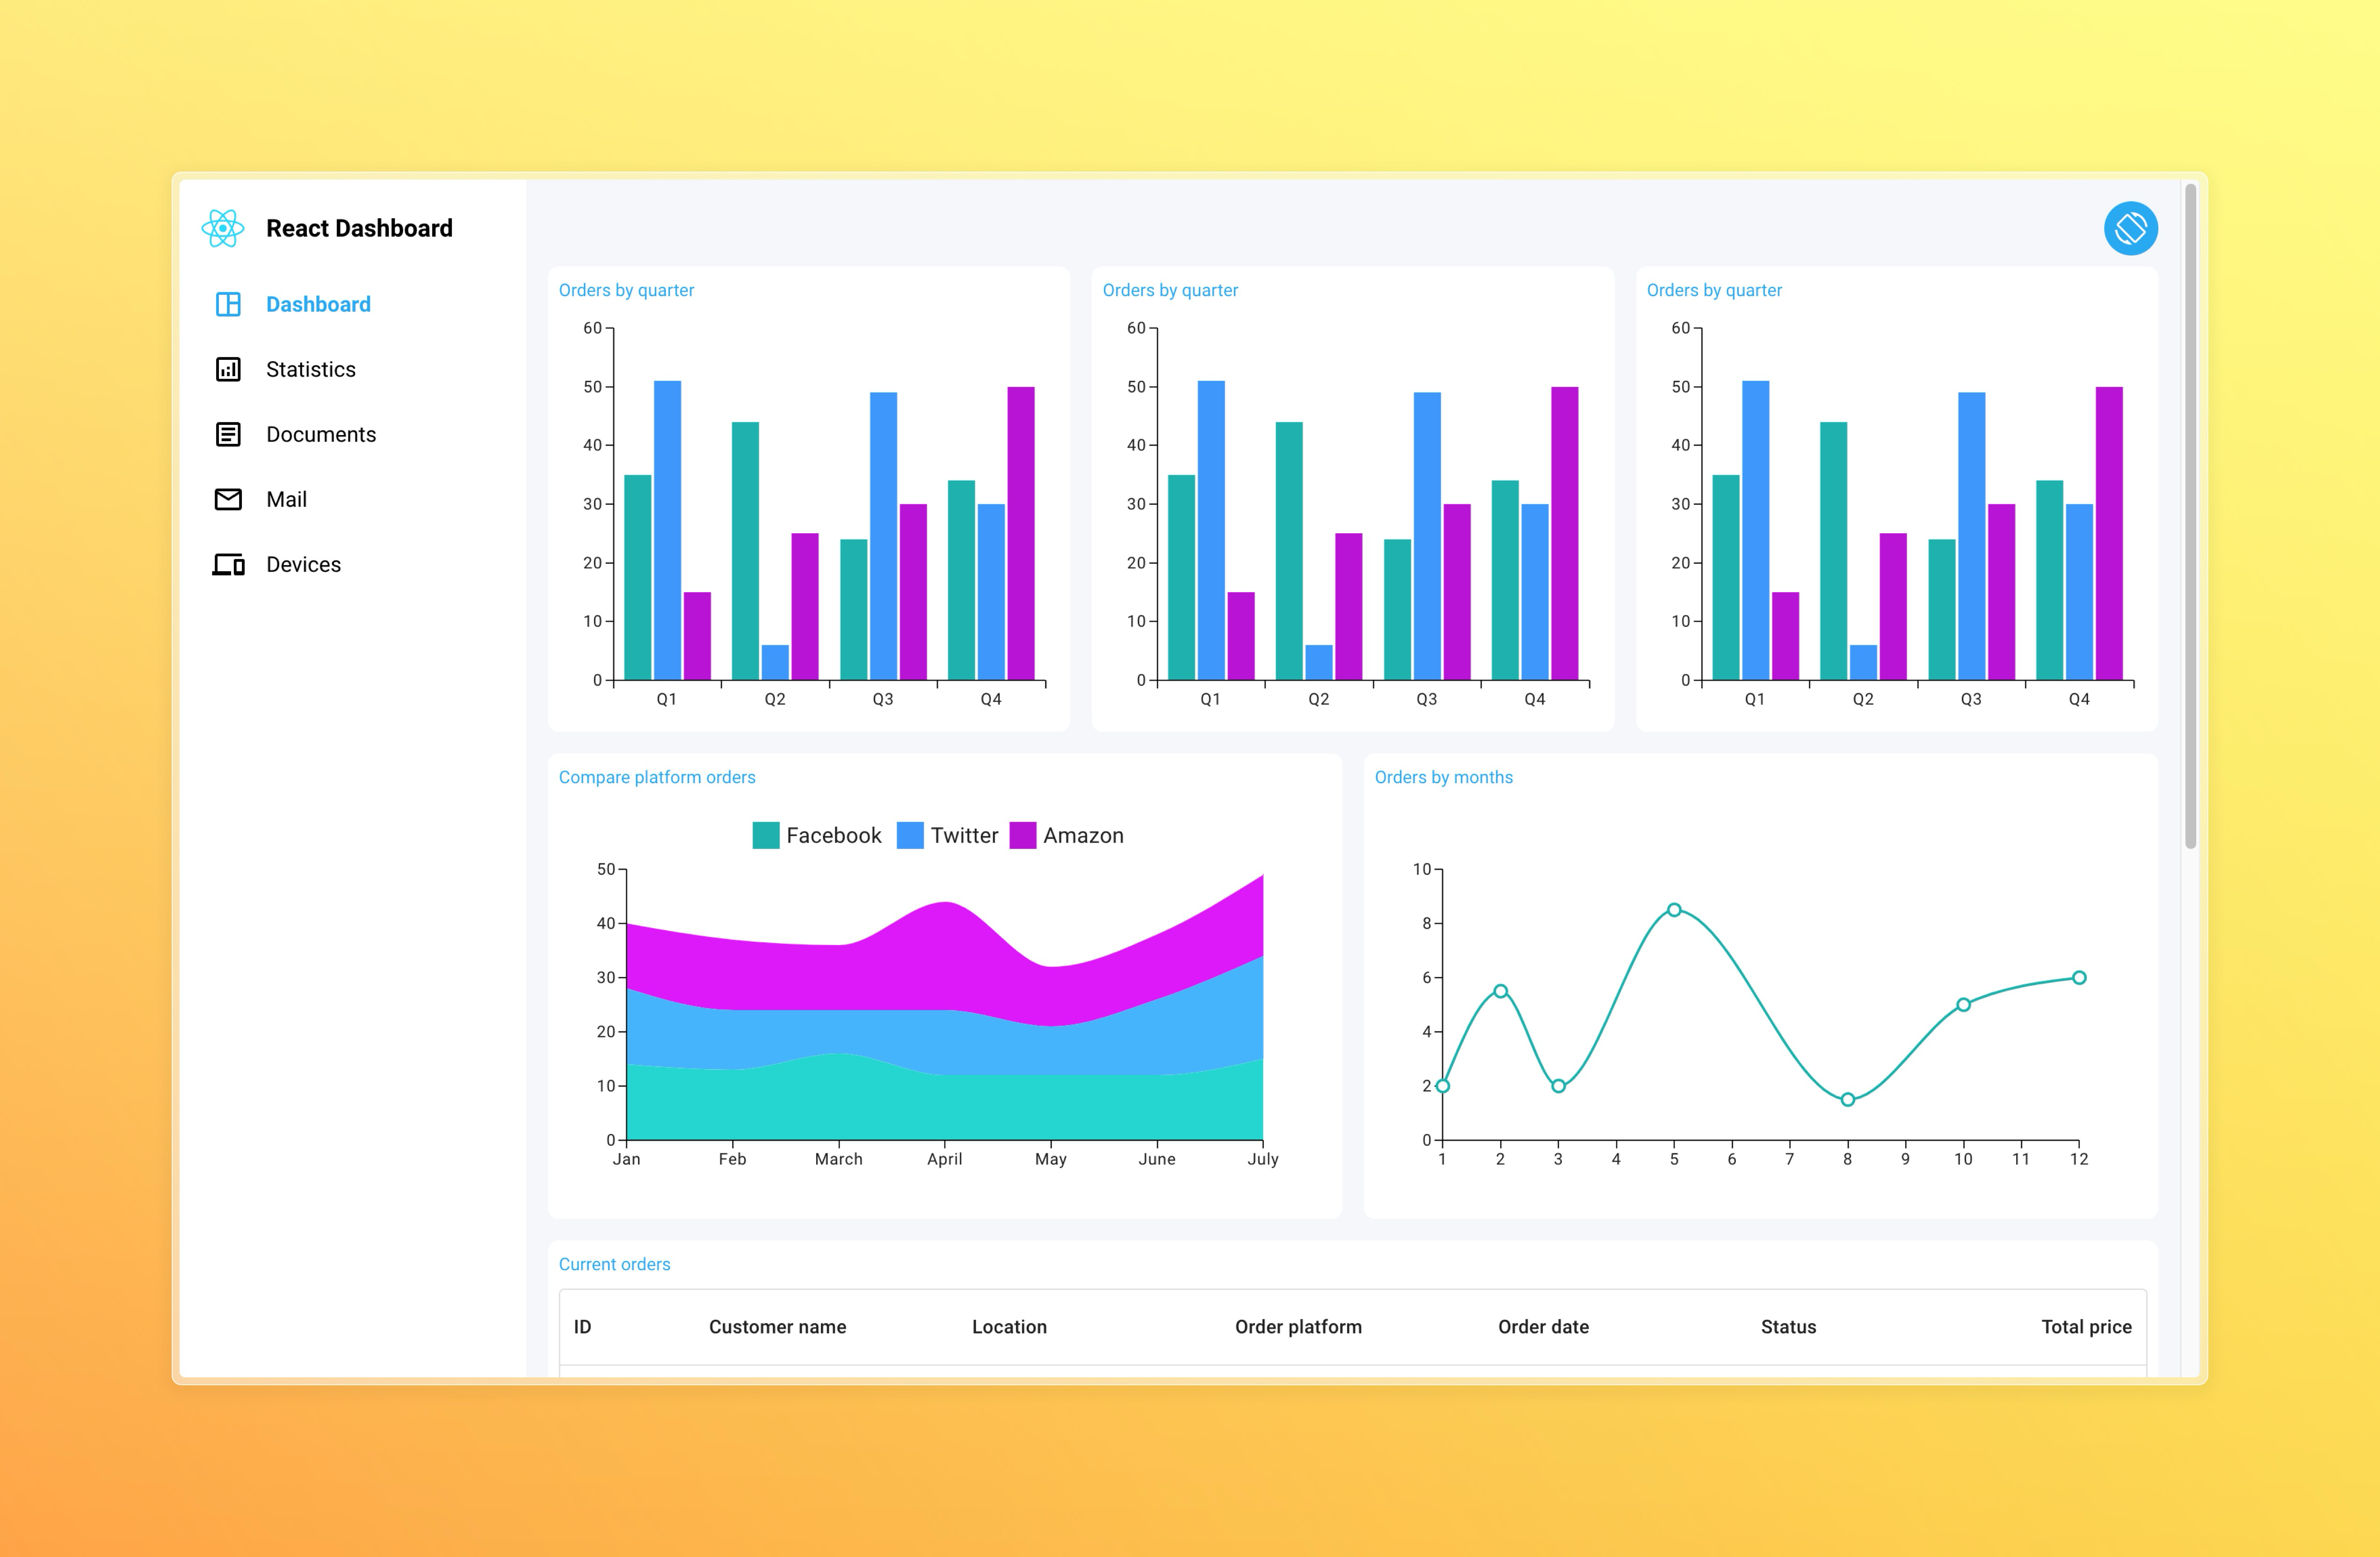 React Dashboard
Dashboard
Statistics
Documents
Mail
Devices
Orders by quarter
60
50
40
30
20
10
0
Q1 Q2 Q3 Q4
Orders by quarter
60
50
40
30
20
10
0
Q1 Q2 Q3 Q4
Orders by quarter
60
50
40
30
20
10
0
Q1 Q2 Q3 Q4
Compare platform orders
Facebook Twitter Amazon
50
40
30
20
10
0
Jan Feb March April May June July
Orders by months
10
8
6
4
2
0
1 2 3 4 5 6 7 8 9 10 11 12
Current orders
ID Customer name Location Order platform Order date Status Total price